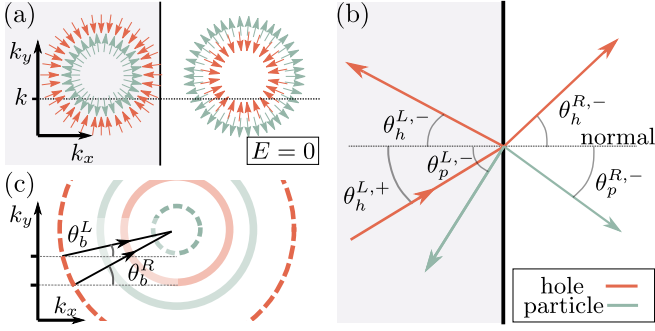 (a)
k_y
k
k_x
E = 0
(c)
k_y
θ_b^L
θ_b^R
k_x
(b)
θ_h^{L,-}
θ_h^{R,-}
normal
θ_p^{L,-}
θ_h^{L,+}
θ_p^{R,-}
hole
particle